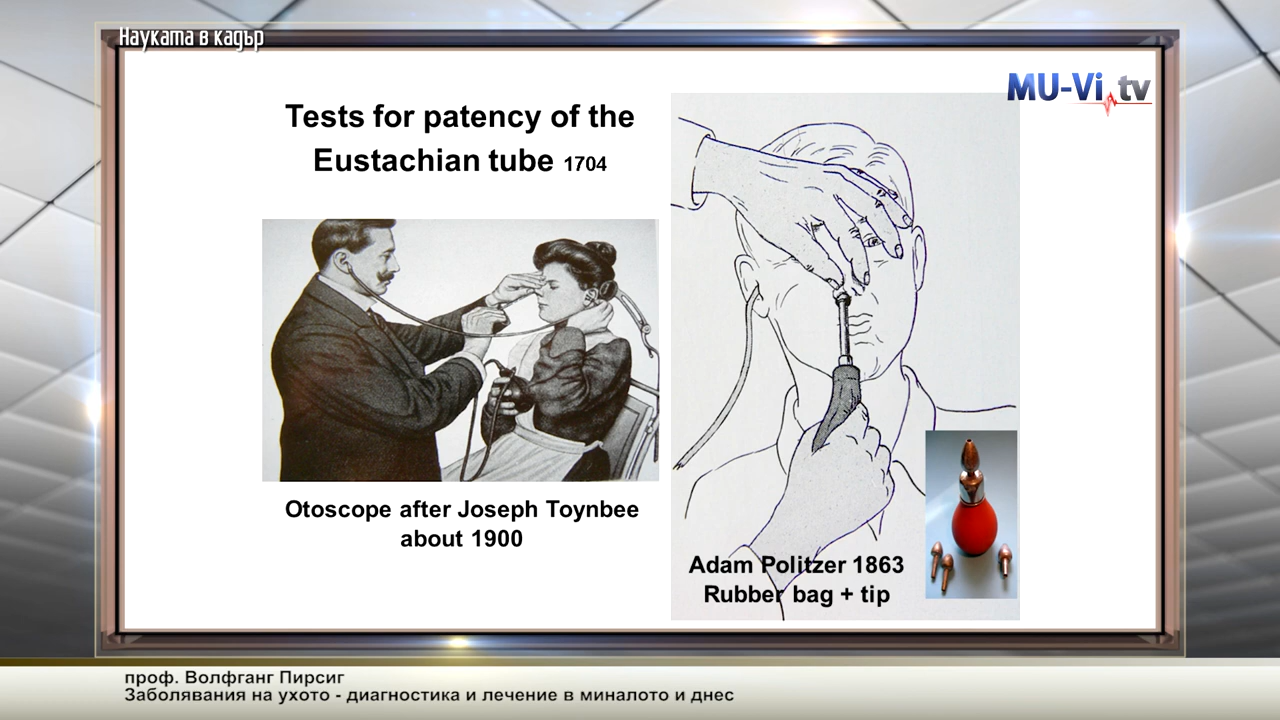 Науката в кадър
MU-Vi.tv
Tests for patency of the
Eustachian tube 1704
Otoscope after Joseph Toynbee
about 1900
Adam Politzer 1863
Rubber bag + tip
проф. Волфганг Пирсиг
Заболявания на ухото - диагностика и лечение в миналото и днес